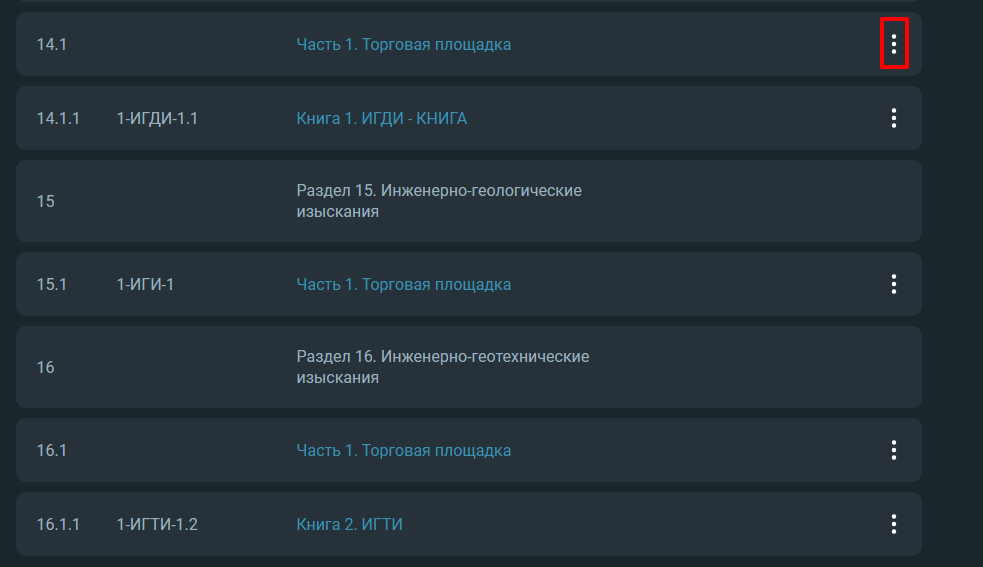 14.1 Часть 1. Торговая площадка
14.1.1 1-ИГДИ-1.1 Книга 1. ИГДИ - КНИГА
15 Раздел 15. Инженерно-геологические
изыскания
15.1 1-ИГИ-1 Часть 1. Торговая площадка
16 Раздел 16. Инженерно-геотехнические
изыскания
16.1 Часть 1. Торговая площадка
16.1.1 1-ИГТИ-1.2 Книга 2. ИГТИ